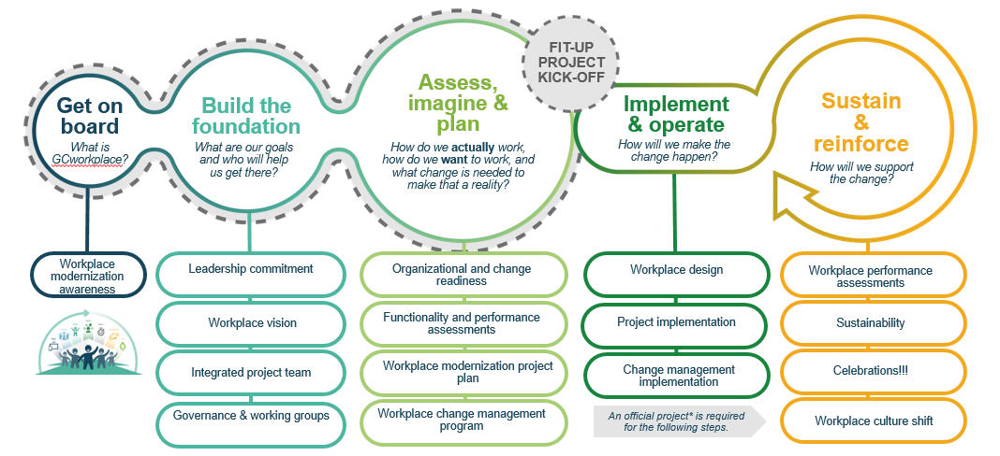 Get on
board
What is
GCworkplace?
Build the
foundation
What are our goals
and who will help
us get there?
Assess,
imagine &
plan
How do we actually work,
how do we want to work, and
what change is needed to
make that a reality?
FIT-UP
PROJECT
KICK-OFF
Implement
& operate
How will we make the
change happen?
Sustain
&
reinforce
How will we support
the change?
Workplace
modernization
awareness
Leadership commitment
Workplace vision
Integrated project team
Governance & working groups
Organizational and change
readiness
Functionality and performance
assessments
Workplace modernization project
plan
Workplace change management
program
Workplace design
Project implementation
Change management
implementation
An official project* is required
for the following steps.
Workplace performance
assessments
Sustainability
Celebrations!!!
Workplace culture shift